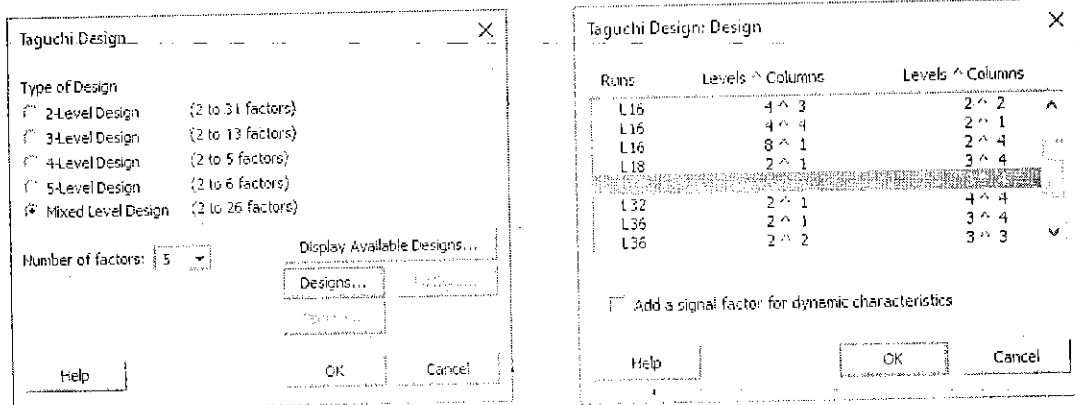 Taguchi Design
Type of Design
2-Level Design (2 to 31 factors)
3-Level Design (2 to 13 factors)
4-Level Design (2 to 5 factors)
5-Level Design (2 to 6 factors)
Mixed Level Design (2 to 26 factors)
Number of factors: 5
Display Available Designs...
Designs...
Help
OK
Cancel
Taguchi Design: Design
Runs Levels ^ Columns Levels ^ Columns
L16 4 ^ 3 2 ^ 2
L16 4 ^ 4 2 ^ 1
L16 8 ^ 1 2 ^ 4
L18 2 ^ 1 3 ^ 4
L32 2 ^ 1 4 ^ 4
L36 2 ^ 1 3 ^ 4
L36 2 ^ 2 3 ^ 3
Add a signal factor for dynamic characteristics
Help
OK
Cancel